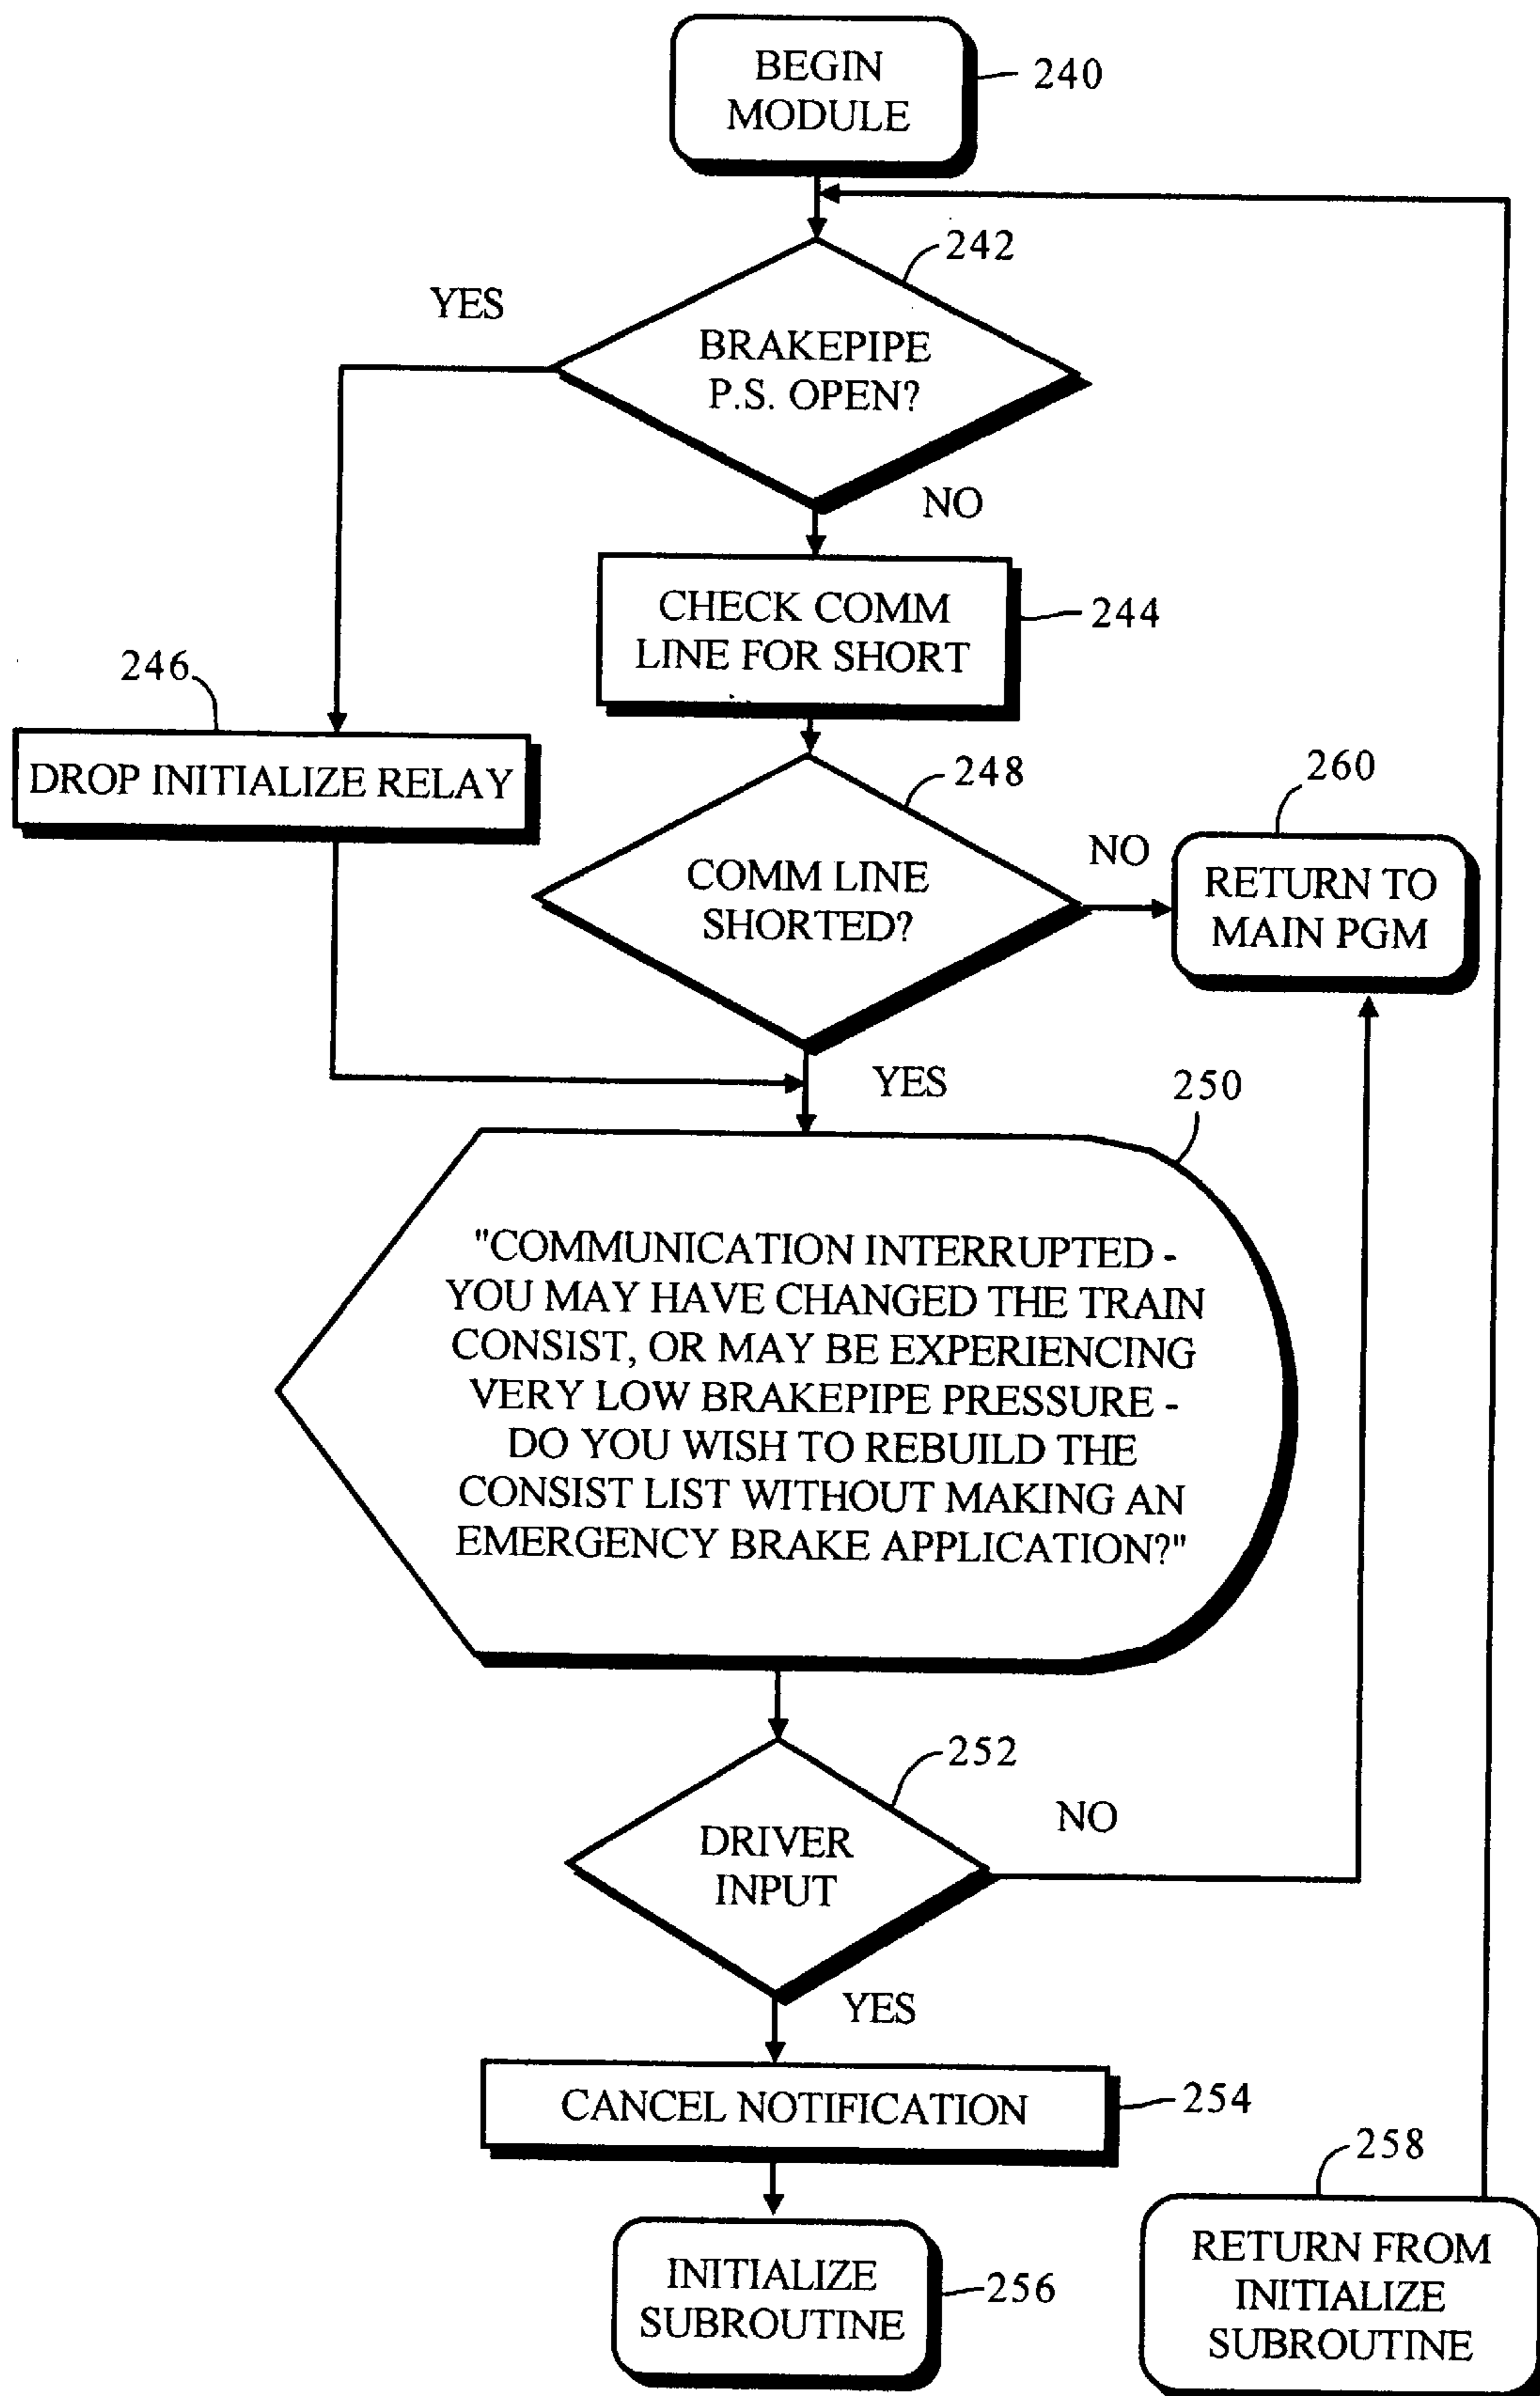 BEGIN
MODULE
240
242
YES
BRAKEPIPE
P.S. OPEN?
NO
CHECK COMM
LINE FOR SHORT
244
246
DROP INITIALIZE RELAY
248
260
COMM LINE
SHORTED?
NO
RETURN TO
MAIN PGM
YES
250
"COMMUNICATION INTERRUPTED -
YOU MAY HAVE CHANGED THE TRAIN
CONSIST, OR MAY BE EXPERIENCING
VERY LOW BRAKEPIPE PRESSURE -
DO YOU WISH TO REBUILD THE
CONSIST LIST WITHOUT MAKING AN
EMERGENCY BRAKE APPLICATION?"
252
DRIVER
INPUT
NO
YES
CANCEL NOTIFICATION
254
258
INITIALIZE
SUBROUTINE
256
RETURN FROM
INITIALIZE
SUBROUTINE